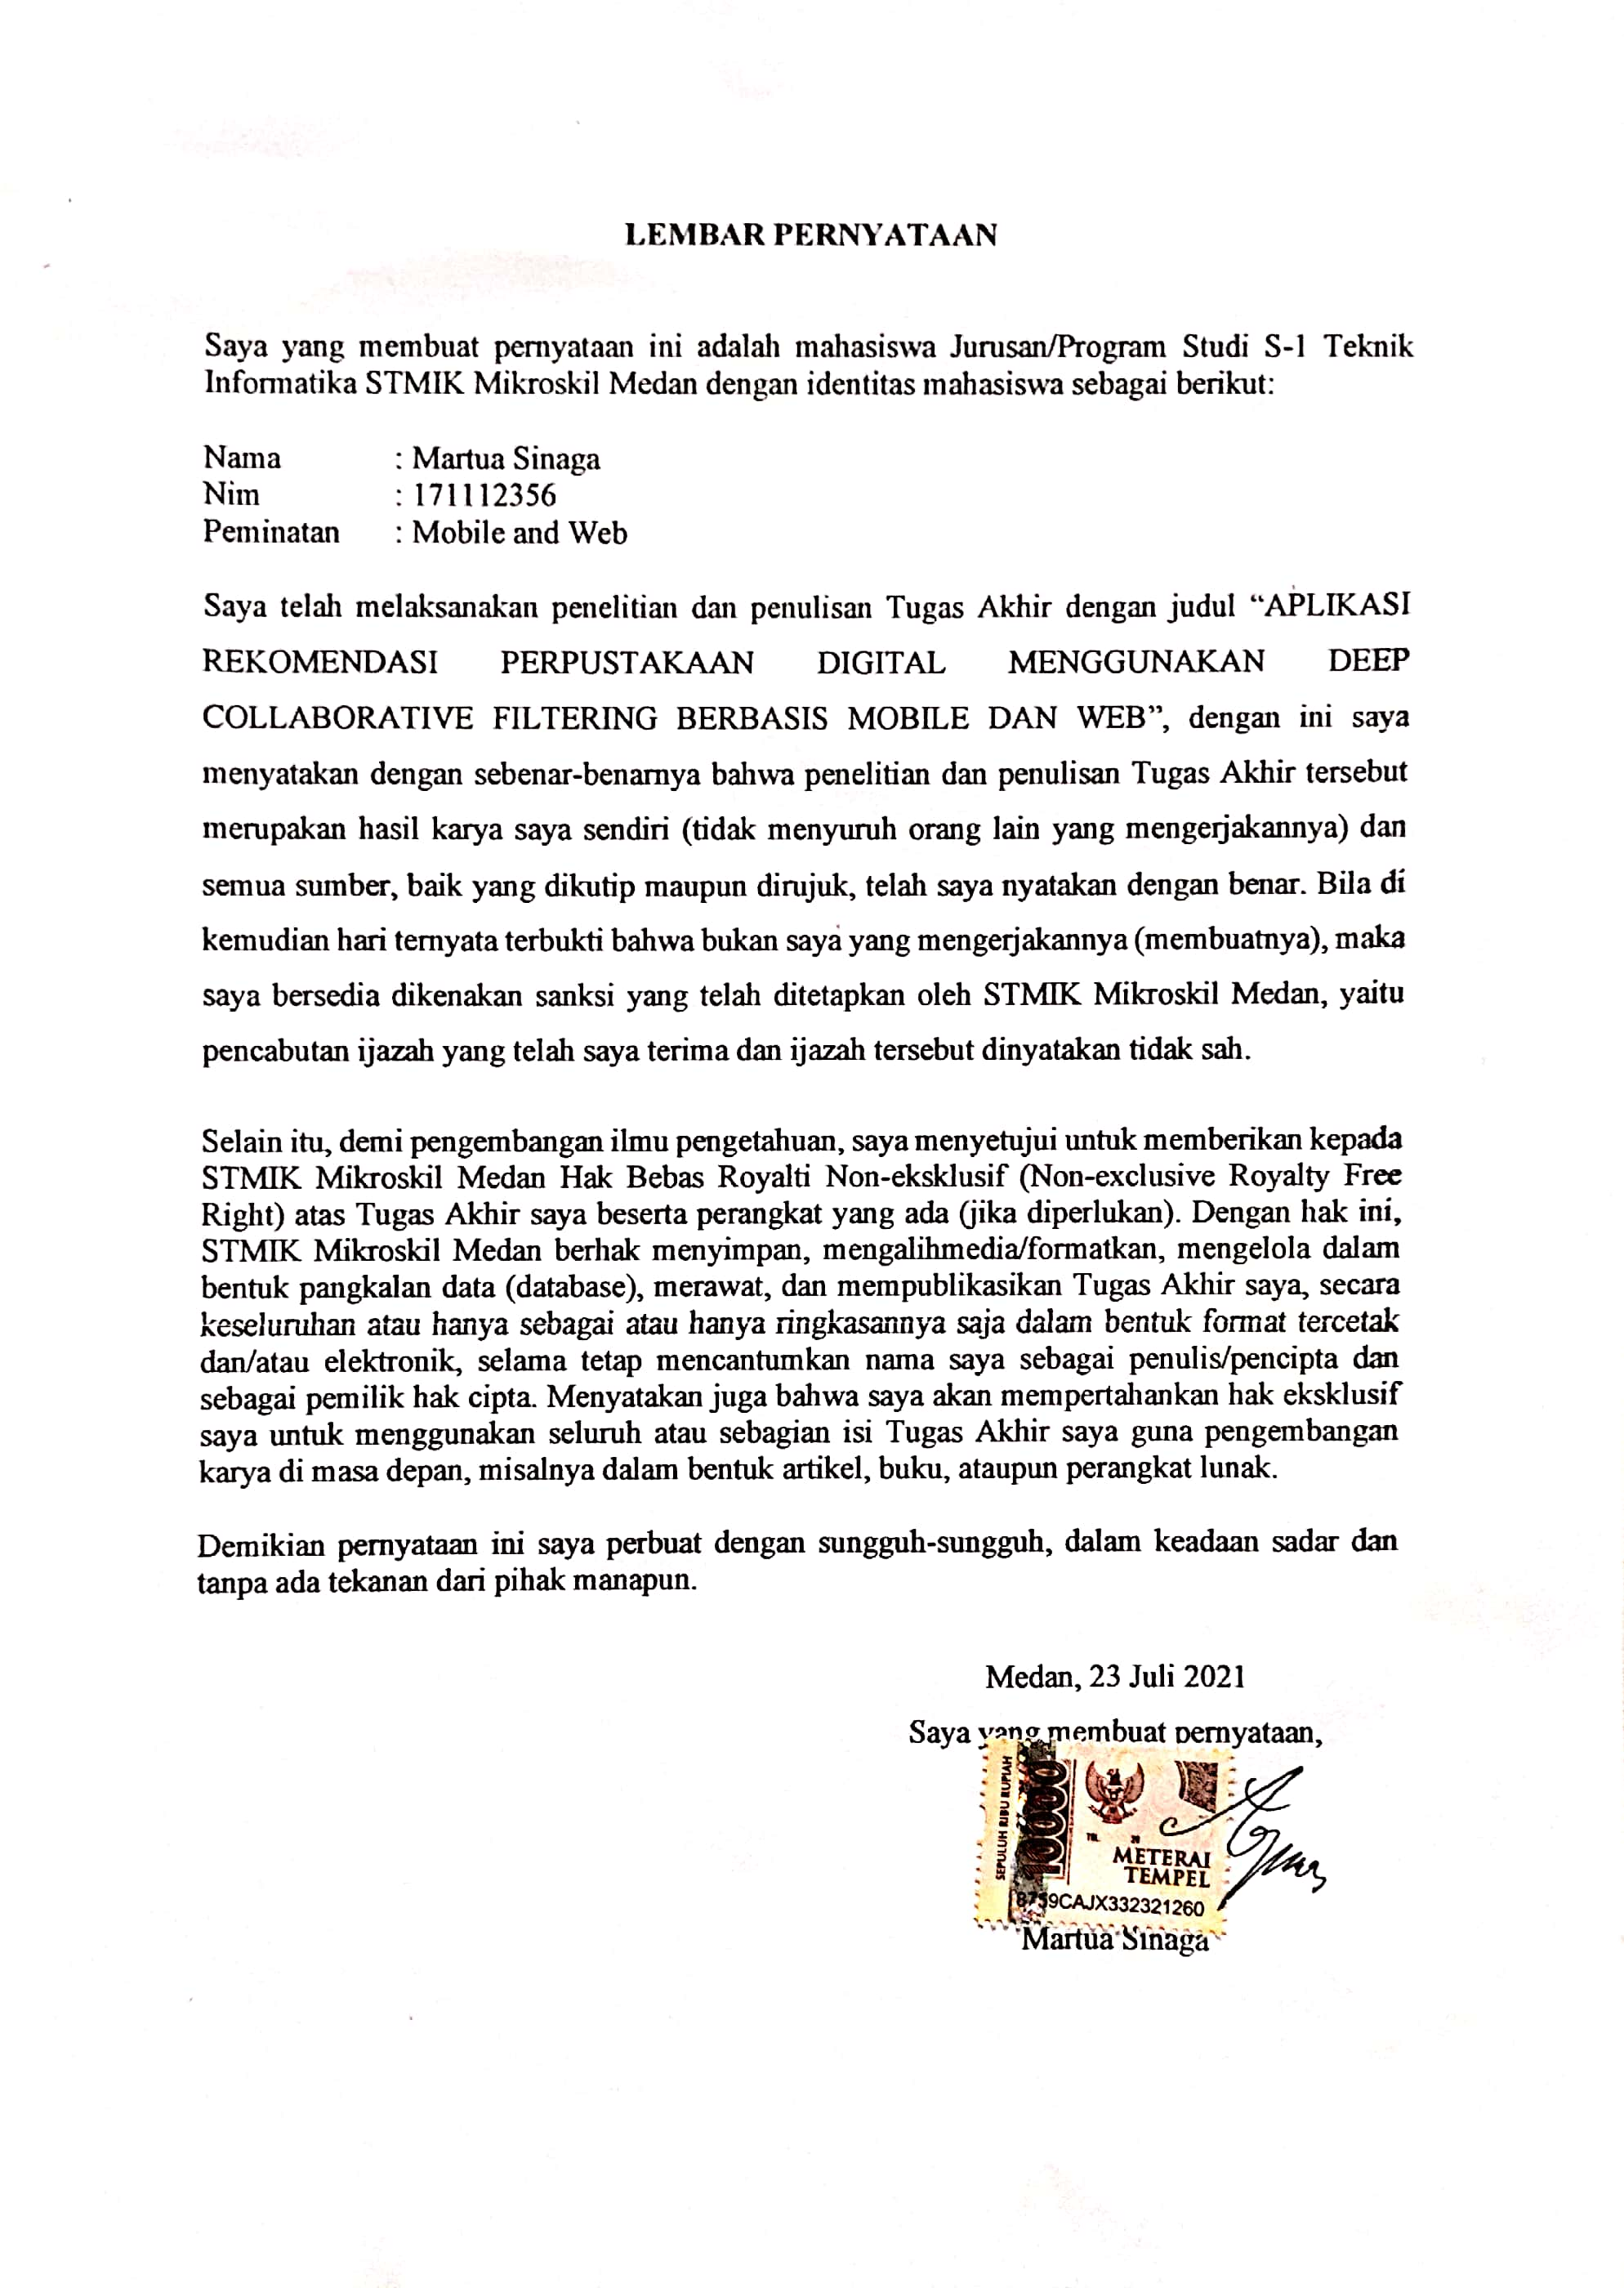 LEMBAR PERNYATAAN
Saya yang membuat pernyataan ini adalah mahasiswa Jurusan/Program Studi S-1 Teknik
Informatika STMIK Mikroskil Medan dengan identitas mahasiswa sebagai berikut:
Nama : Martua Sinaga
Nim : 171112356
Peminatan : Mobile and Web
Saya telah melaksanakan penelitian dan penulisan Tugas Akhir dengan judul “APLIKASI
REKOMENDASI PERPUSTAKAAN DIGITAL MENGGUNAKAN DEEP
COLLABORATIVE FILTERING BERBASIS MOBILE DAN WEB”, dengan ini saya
menyatakan dengan sebenar-benarnya bahwa penelitian dan penulisan Tugas Akhir tersebut
merupakan hasil karya saya sendiri (tidak menyuruh orang lain yang mengerjakannya) dan
semua sumber, baik yang dikutip maupun dirujuk, telah saya nyatakan dengan benar. Bila di
kemudian hari ternyata terbukti bahwa bukan saya yang mengerjakannya (membuatnya), maka
saya bersedia dikenakan sanksi yang telah ditetapkan oleh STMIK Mikroskil Medan, yaitu
pencabutan ijazah yang telah saya terima dan ijazah tersebut dinyatakan tidak sah.
Selain itu, demi pengembangan ilmu pengetahuan, saya menyetujui untuk memberikan kepada
STMIK Mikroskil Medan Hak Bebas Royalti Non-eksklusif (Non-exclusive Royalty Free
Right) atas Tugas Akhir saya beserta perangkat yang ada (jika diperlukan). Dengan hak ini,
STMIK Mikroskil Medan berhak menyimpan, mengalihmedia/formatkan, mengelola dalam
bentuk pangkalan data (database), merawat, dan mempublikasikan Tugas Akhir saya, secara
keseluruhan atau hanya sebagai atau hanya ringkasannya saja dalam bentuk format tercetak
dan/atau elektronik, selama tetap mencantumkan nama saya sebagai penulis/pencipta dan
sebagai pemilik hak cipta. Menyatakan juga bahwa saya akan mempertahankan hak eksklusif
saya untuk menggunakan seluruh atau sebagian isi Tugas Akhir saya guna pengembangan
karya di masa depan, misalnya dalam bentuk artikel, buku, ataupun perangkat lunak.
Demikian pernyataan ini saya perbuat dengan sungguh-sungguh, dalam keadaan sadar dan
tanpa ada tekanan dari pihak manapun.
Medan, 23 Juli 2021
Saya yang membuat pernyataan,
SEPULUH RIBU RUPIAH
10000
TGL. 20
METERAI
TEMPEL
8759CAJX332321260
Martua Sinaga